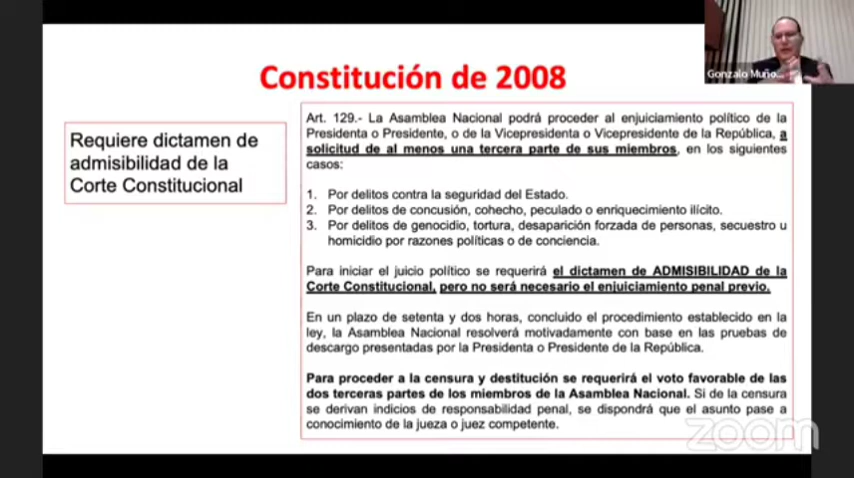 Constitución de 2008
Gonzalo Muño...
Requiere dictamen de
admisibilidad de la
Corte Constitucional
Art. 129.- La Asamblea Nacional podrá proceder al enjuiciamiento político de la
Presidenta o Presidente, o de la Vicepresidenta o Vicepresidente de la República, a
solicitud de al menos una tercera parte de sus miembros, en los siguientes
casos:
1. Por delitos contra la seguridad del Estado.
2. Por delitos de concusión, cohecho, peculado o enriquecimiento ilícito.
3. Por delitos de genocidio, tortura, desaparición forzada de personas, secuestro u
homicidio por razones políticas o de conciencia.
Para iniciar el juicio político se requerirá el dictamen de ADMISIBILIDAD de la
Corte Constitucional, pero no será necesario el enjuiciamiento penal previo.
En un plazo de setenta y dos horas, concluido el procedimiento establecido en la
ley, la Asamblea Nacional resolverá motivadamente con base en las pruebas de
descargo presentadas por la Presidenta o Presidente de la República.
Para proceder a la censura y destitución se requerirá el voto favorable de las
dos terceras partes de los miembros de la Asamblea Nacional. Si de la censura
se derivan indicios de responsabilidad penal, se dispondrá que el asunto pase a
conocimiento de la jueza o juez competente.
zoom